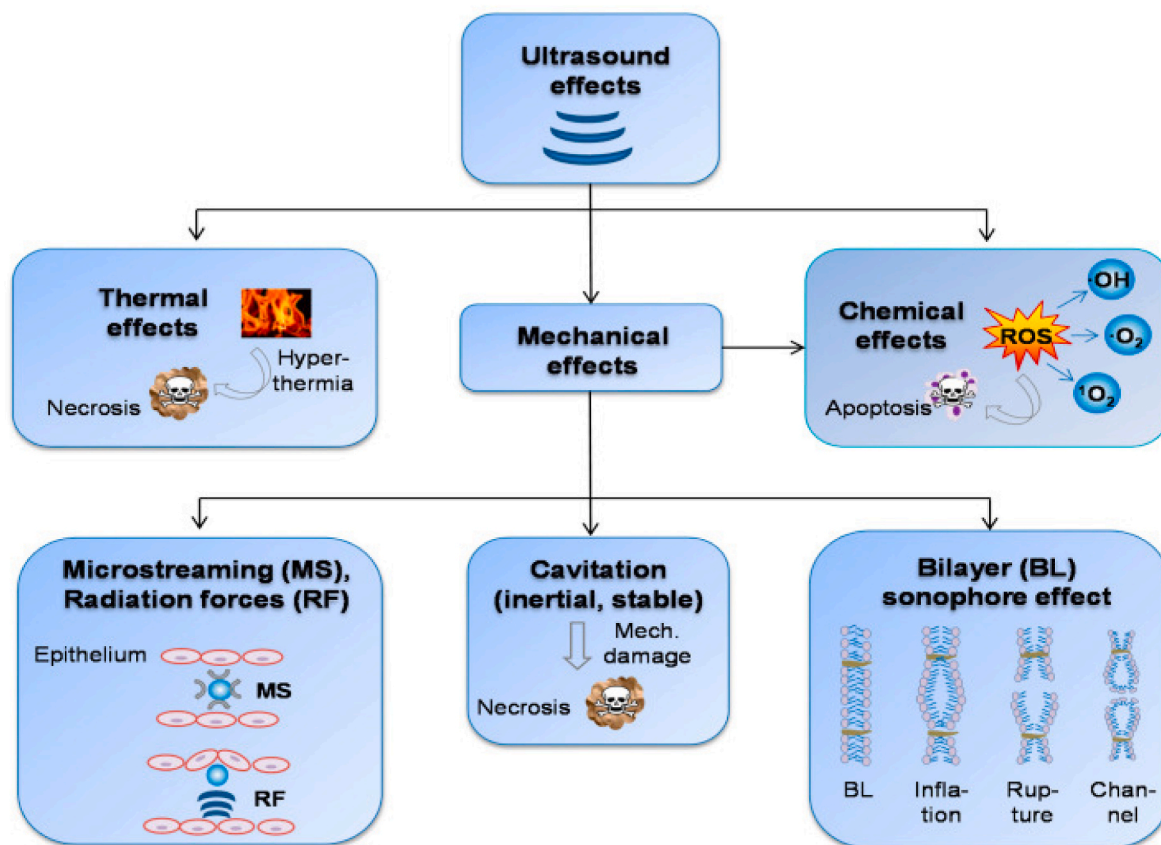 Ultrasound
effects
Thermal
effects
Hyper-
thermia
Necrosis
Mechanical
effects
Chemical
effects
ROS
·OH
·O₂
¹O₂
Apoptosis
Microstreaming (MS),
Radiation forces (RF)
Epithelium
MS
RF
Cavitation
(inertial, stable)
Mech.
damage
Necrosis
Bilayer (BL)
sonophore effect
BL
Infla-
tion
Rup-
ture
Chan-
nel